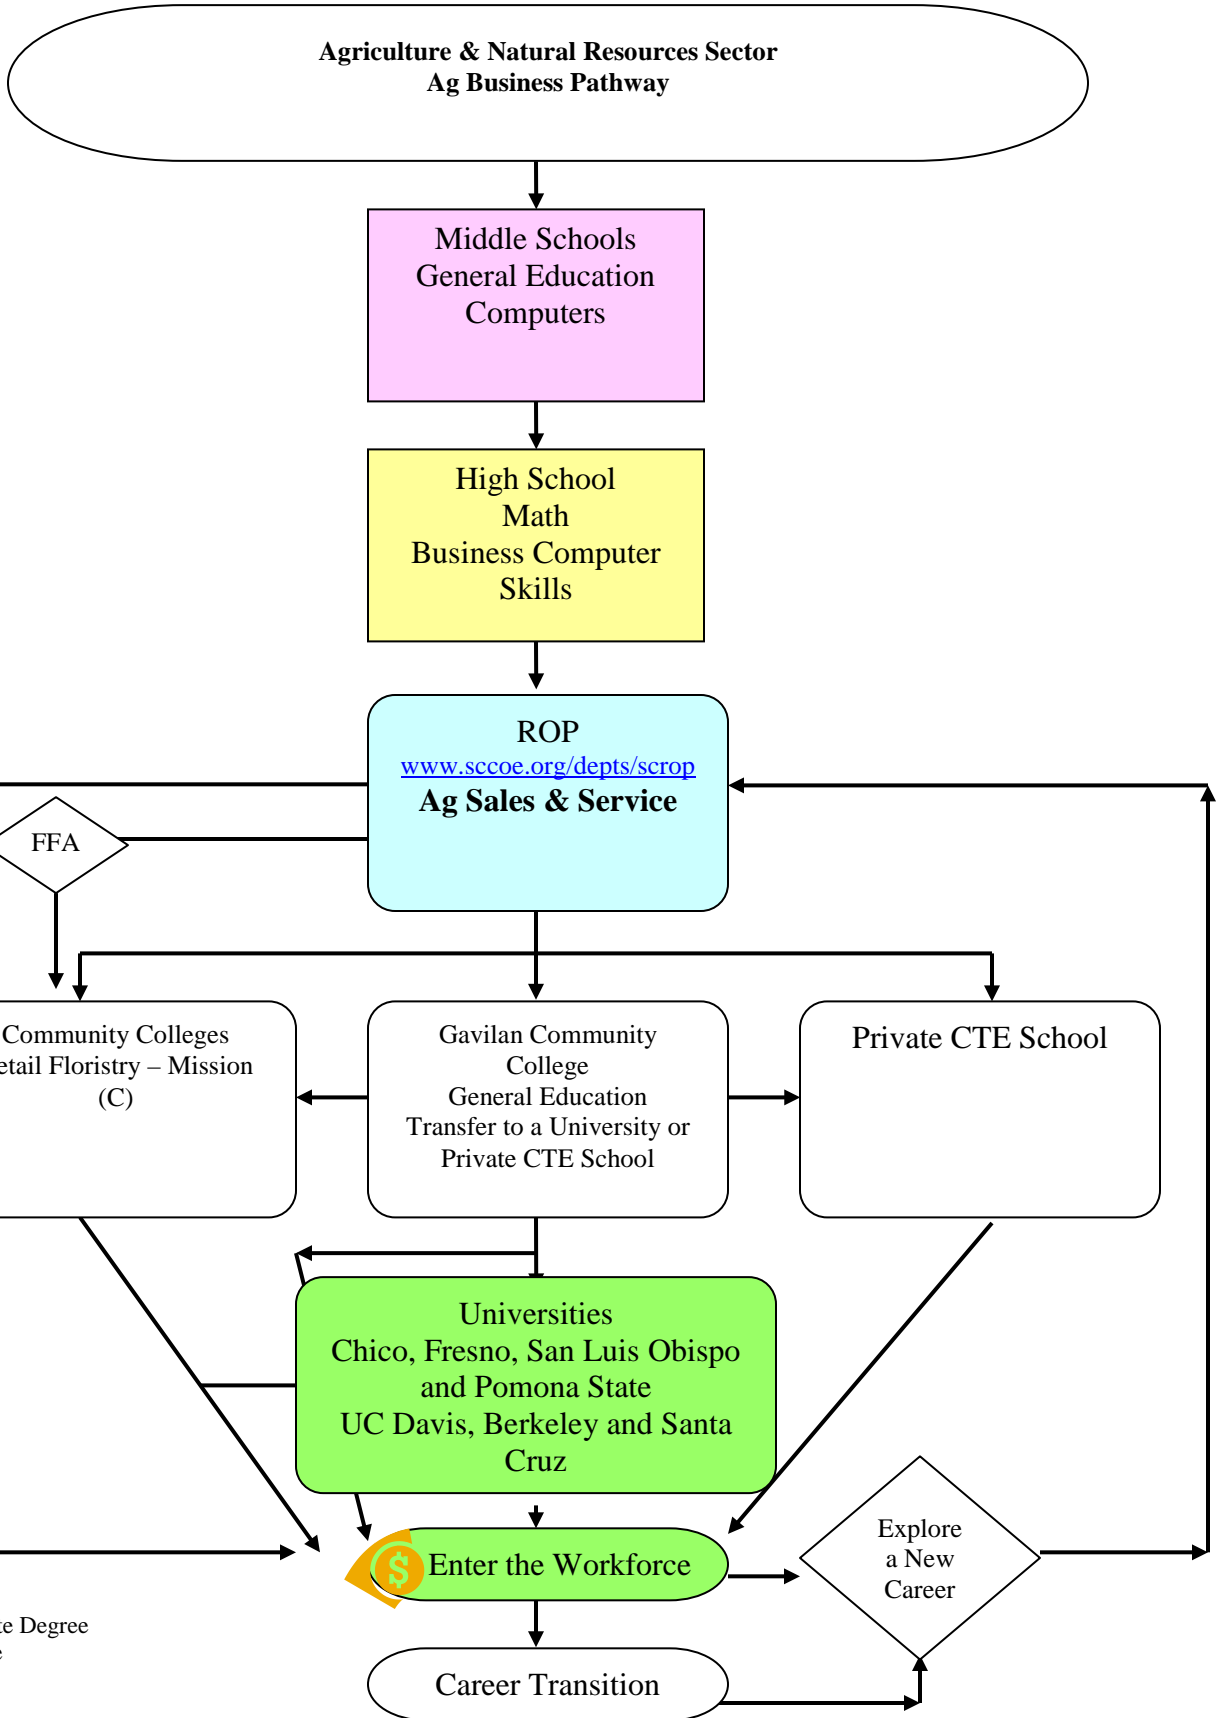 Agriculture & Natural Resources Sector
Ag Business Pathway
Middle Schools
General Education
Computers
High School
Math
Business Computer
Skills
ROP
www.sccoe.org/depts/scrop
Ag Sales & Service
FFA
Community Colleges
etail Floristry – Mission
(C)
Gavilan Community
College
General Education
Transfer to a University or
Private CTE School
Private CTE School
Universities
Chico, Fresno, San Luis Obispo
and Pomona State
UC Davis, Berkeley and Santa
Cruz
$ Enter the Workforce
Explore
a New
Career
te Degree
e
Career Transition